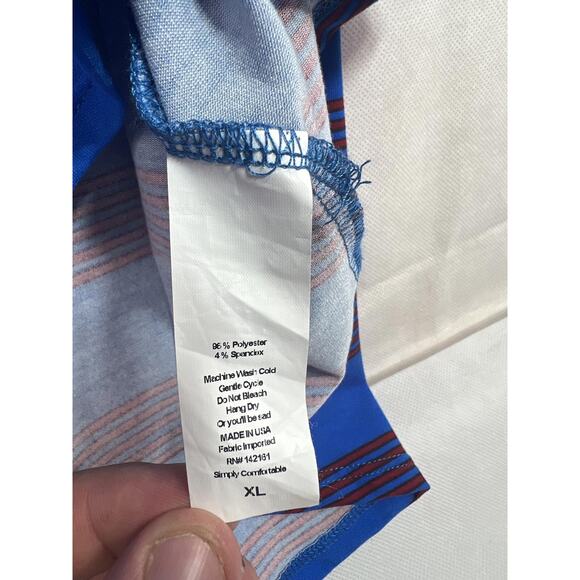 96 % Polyester
4 % Spandex
Machine Wash Cold
Gentle Cycle
Do Not Bleach
Hang Dry
Or you'll be sad
MADE IN USA
Fabric Imported
RN# 142161
Simply Comfortable
XL